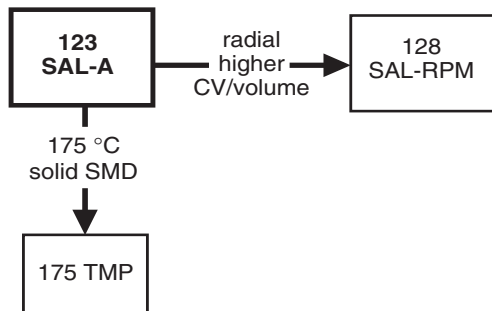 123
SAL-A
radial
higher
CV/volume
128
SAL-RPM
175 °C
solid SMD
175 TMP